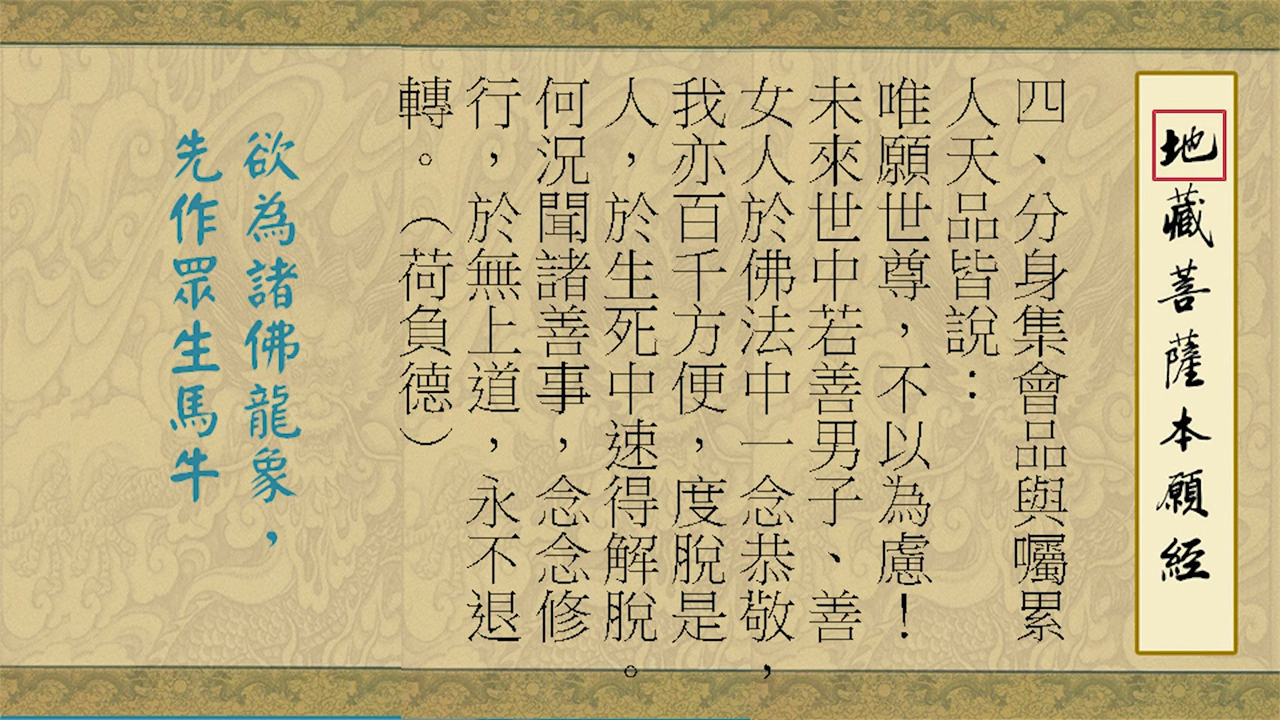 地藏菩薩本願經
四、分身集會品與囑累
人天品皆說：
唯願世尊，不以為慮！
未來世中若善男子、善
女人於佛法中一念恭敬，
我亦百千方便，度脫是
人，於生死中速得解脫。
何況聞諸善事，念念修
行，於無上道，永不退
轉。（荷負德）
欲為諸佛龍象，
先作眾生馬牛